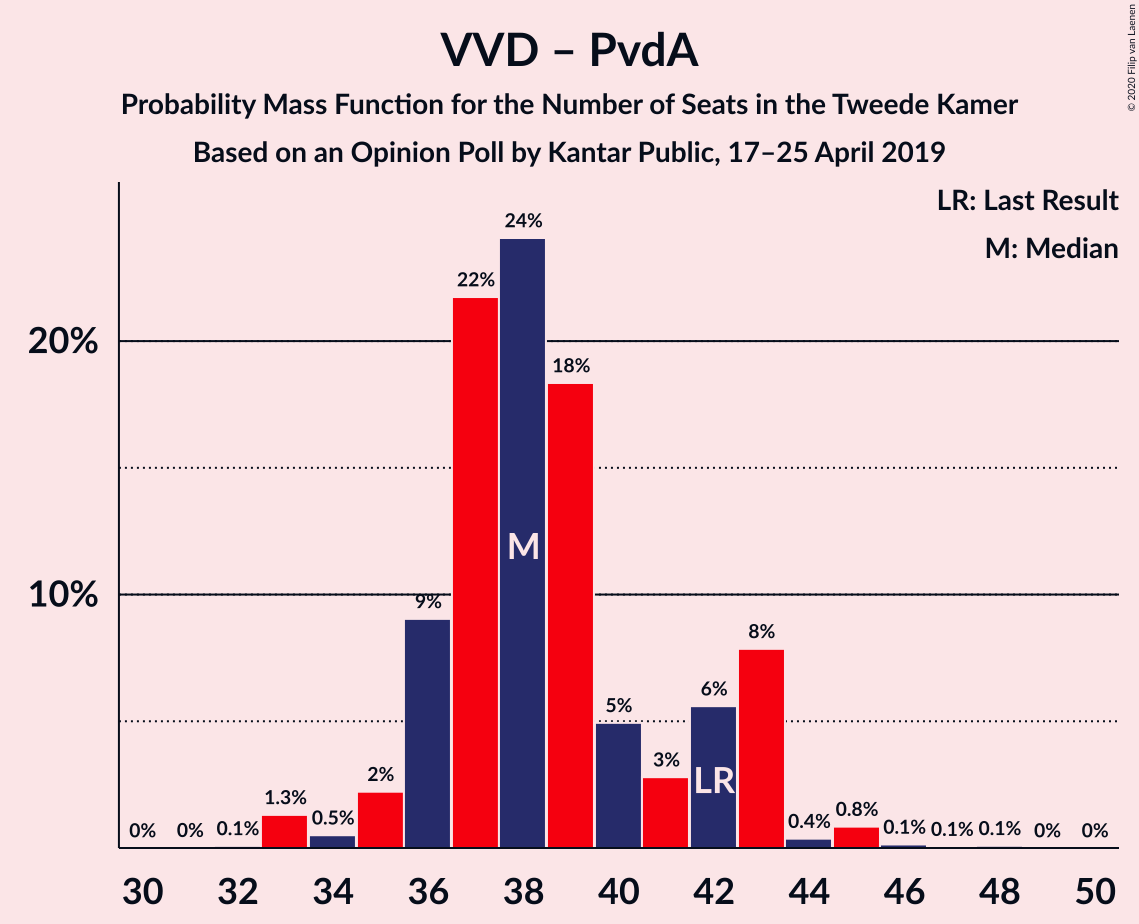 VVD – PvdA
Probability Mass Function for the Number of Seats in the Tweede Kamer
Based on an Opinion Poll by Kantar Public, 17–25 April 2019
© 2020 Filip van Laenen
LR: Last Result
M: Median
20%
10%
0%
0%
0.1%
1.3%
0.5%
2%
9%
22%
24%
18%
5%
3%
6%
8%
0.4%
0.8%
0.1%
0.1%
0.1%
0%
0%
M
LR
30 32 34 36 38 40 42 44 46 48 50